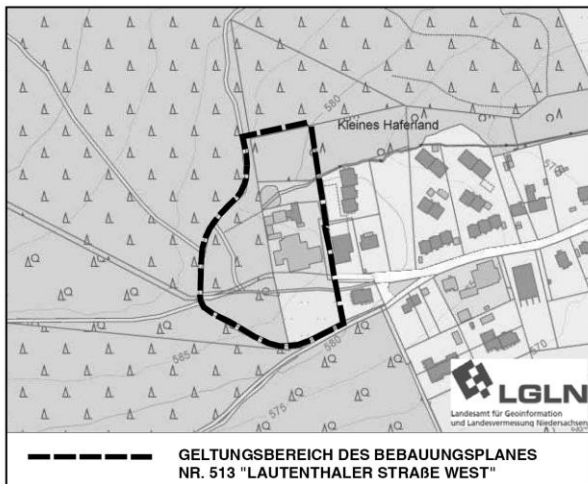 580
Kleines Haferland
585
580
575
570
LGLN
Landesamt für Geoinformation
und Landesvermessung Niedersachsen
GELTUNGSBEREICH DES BEBAUUNGSPLANES
NR. 513 "LAUTENTHALER STRAßE WEST"